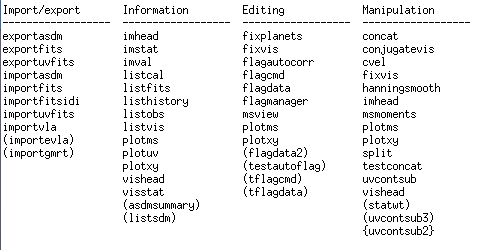 Import/export Information Editing Manipulation
------------------ ------------------ ------------------ ------------------
exportasdm imhead fixplanets concat
exportfits imstat fixvis conjugatevis
exportuvfits imval flagautocorr cvel
importasdm listcal flagcmd fixvis
importfits listfits flagdata hanningsmooth
importfitsidi listhistory flagmanager imhead
importuvfits listobs msview msmoments
importvla listvis plotms plotms
(importevla) plotms plotxy plotxy
(importgmrt) plotuv (flagdata2) split
plotxy (testautoflag) testconcat
vishead (tflagcmd) uvcontsub
visstat (tflagdata) vishead
(asdmsummary) (statwt)
(listsdm) (uvcontsub3)
{uvcontsub2}